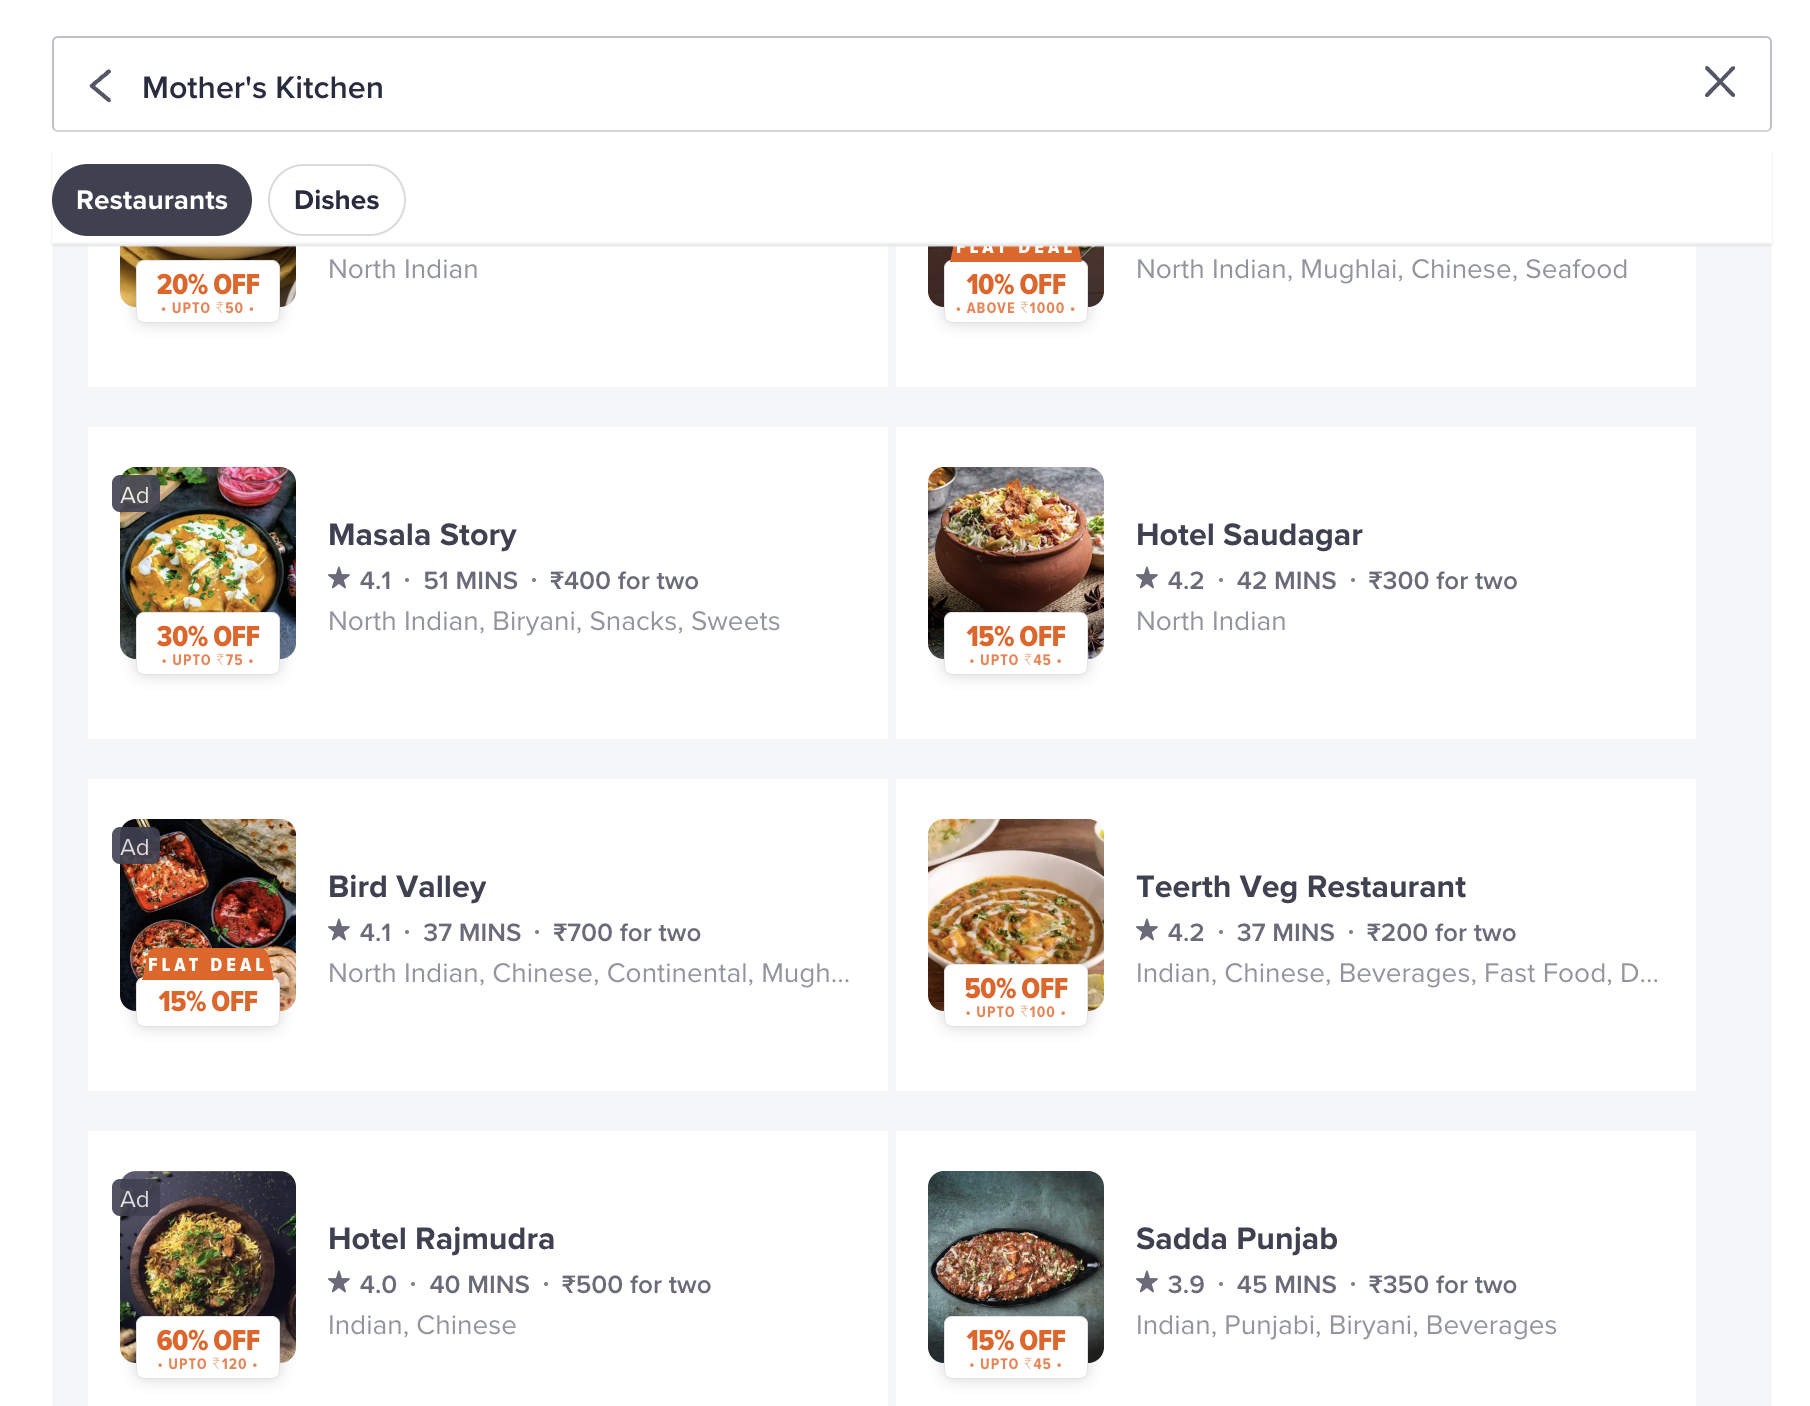 Mother's Kitchen
Restaurants
Dishes
20% OFF
• UPTO ₹50 •
North Indian
FLAT DEAL
10% OFF
• ABOVE ₹1000 •
North Indian, Mughlai, Chinese, Seafood
Ad
30% OFF
• UPTO ₹75 •
Masala Story
★ 4.1 · 51 MINS · ₹400 for two
North Indian, Biryani, Snacks, Sweets
15% OFF
• UPTO ₹45 •
Hotel Saudagar
★ 4.2 · 42 MINS · ₹300 for two
North Indian
Ad
FLAT DEAL
15% OFF
Bird Valley
★ 4.1 · 37 MINS · ₹700 for two
North Indian, Chinese, Continental, Mugh...
50% OFF
• UPTO ₹100 •
Teerth Veg Restaurant
★ 4.2 · 37 MINS · ₹200 for two
Indian, Chinese, Beverages, Fast Food, D...
Ad
60% OFF
• UPTO ₹120 •
Hotel Rajmudra
★ 4.0 · 40 MINS · ₹500 for two
Indian, Chinese
15% OFF
• UPTO ₹45 •
Sadda Punjab
★ 3.9 · 45 MINS · ₹350 for two
Indian, Punjabi, Biryani, Beverages